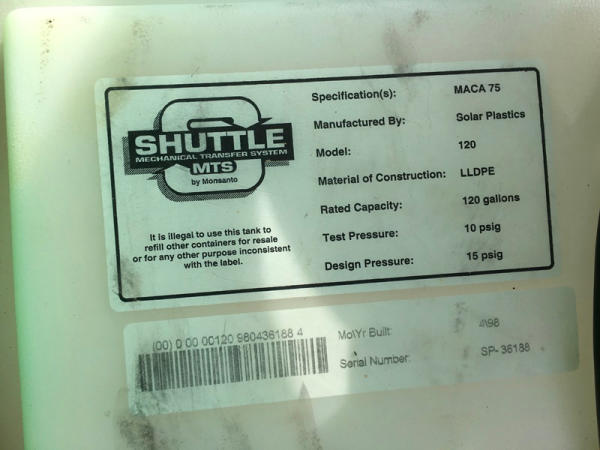 SHUTTLE
MECHANICAL TRANSFER SYSTEM
MTS
by Monsanto
It is illegal to use this tank to
refill other containers for resale
or for any other purpose inconsistent
with the label.
Specification(s): MACA 75
Manufactured By: Solar Plastics
Model: 120
Material of Construction: LLDPE
Rated Capacity: 120 gallons
Test Pressure: 10 psig
Design Pressure: 15 psig
(00) 0 00 00120 980436188 4
Mo\Yr Built: 4\98
Serial Number: SP- 36188